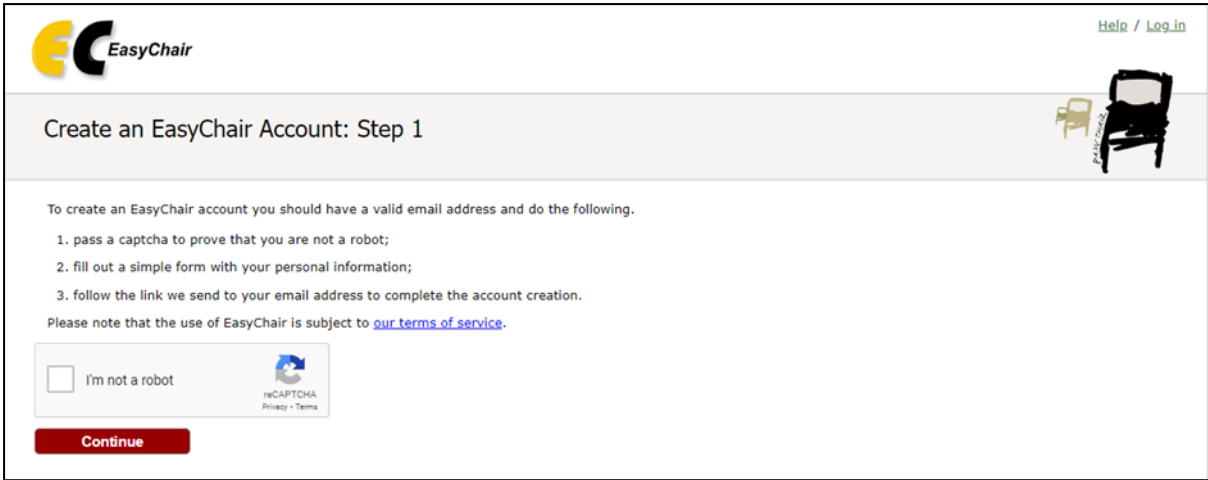 EC EasyChair
Help / Log in
easy chair
Create an EasyChair Account: Step 1
To create an EasyChair account you should have a valid email address and do the following.
1. pass a captcha to prove that you are not a robot;
2. fill out a simple form with your personal information;
3. follow the link we send to your email address to complete the account creation.
Please note that the use of EasyChair is subject to our terms of service.
I'm not a robot
reCAPTCHA
Privacy - Terms
Continue